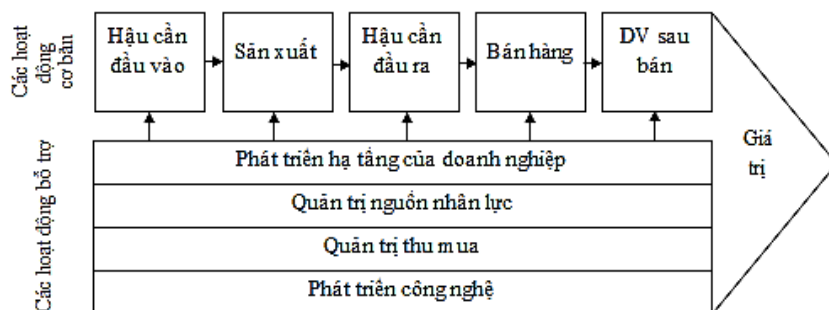 Các hoạt
động
cơ bản
Hậu cần
đầu vào
Sản xuất
Hậu cần
đầu ra
Bán hàng
DV sau
bán
Giá
trị
Các hoạt động bổ trợ
Phát triển hạ tầng của doanh nghiệp
Quản trị nguồn nhân lực
Quản trị thu mua
Phát triển công nghệ